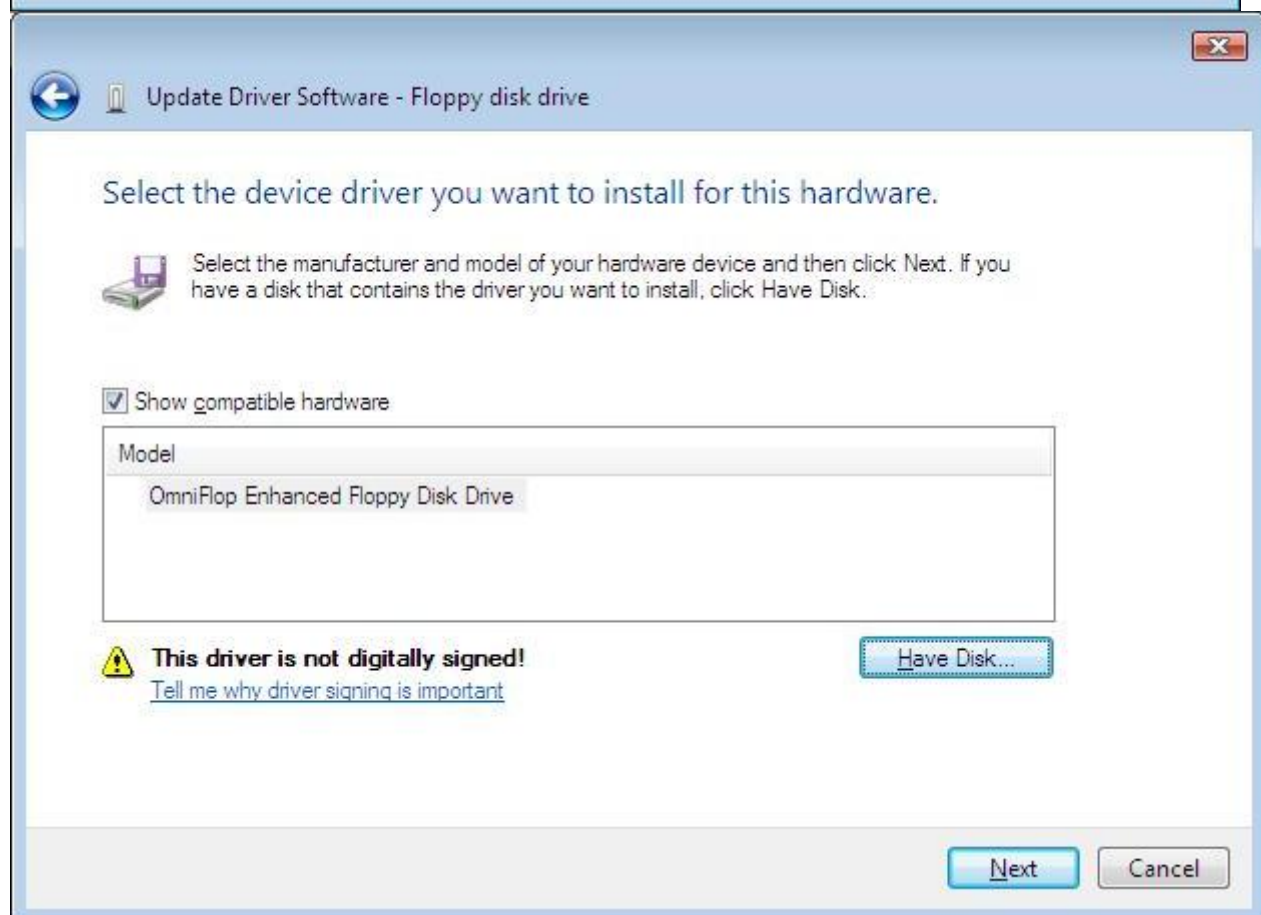 Update Driver Software - Floppy disk drive
Select the device driver you want to install for this hardware.
Select the manufacturer and model of your hardware device and then click Next. If you
have a disk that contains the driver you want to install, click Have Disk.
Show compatible hardware
Model
OmniFlop Enhanced Floppy Disk Drive
This driver is not digitally signed!
Have Disk...
Tell me why driver signing is important
Next
Cancel